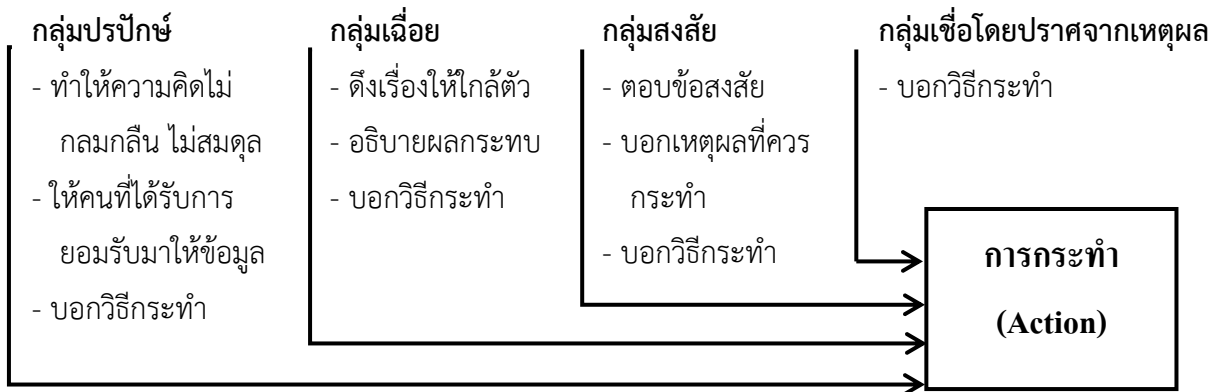 กลุ่มปรปักษ์
- ทำให้ความคิดไม่
กลมกลืน ไม่สมดุล
- ให้คนที่ได้รับการ
ยอมรับมาให้ข้อมูล
- บอกวิธีกระทำ
กลุ่มเฉื่อย
- ดึงเรื่องให้ใกล้ตัว
- อธิบายผลกระทบ
- บอกวิธีกระทำ
กลุ่มสงสัย
- ตอบข้อสงสัย
- บอกเหตุผลที่ควร
กระทำ
- บอกวิธีกระทำ
กลุ่มเชื่อโดยปราศจากเหตุผล
- บอกวิธีกระทำ
การกระทำ
(Action)